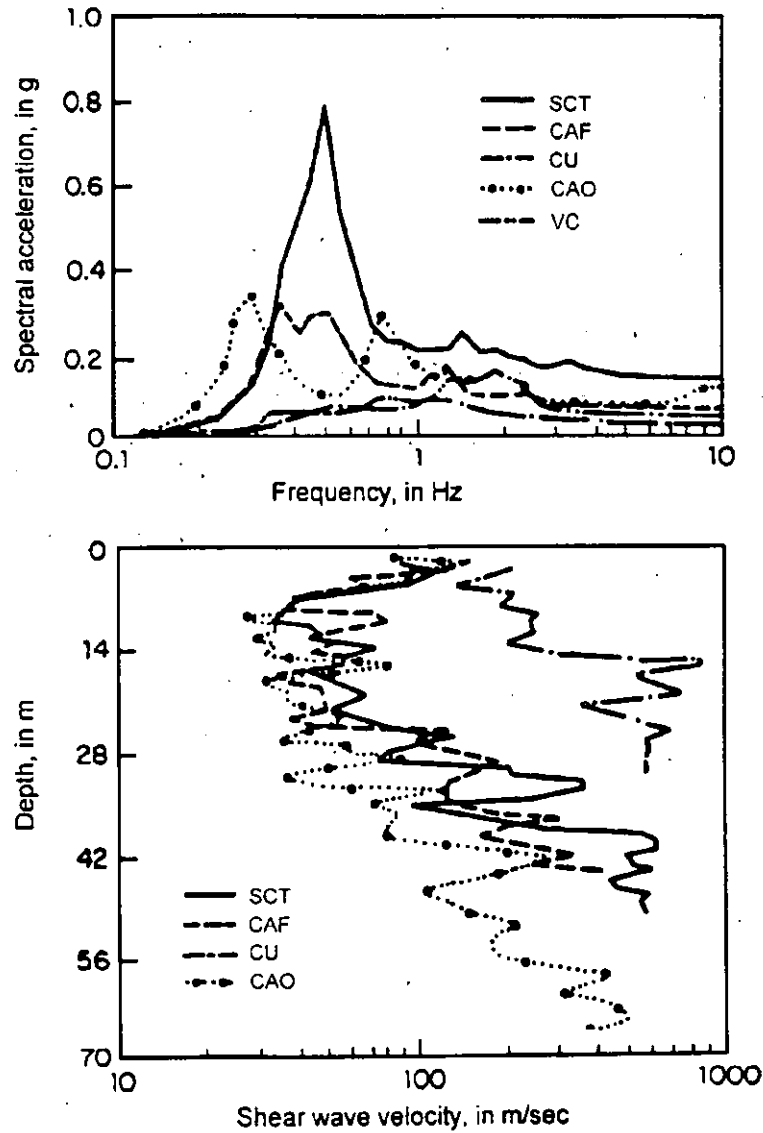 1.0
0.8
0.6
0.4
0.2
0
Spectral acceleration, in g
SCT
CAF
CU
CAO
VC
0.1
1
10
Frequency, in Hz
0
14
28
42
56
70
Depth, in m
SCT
CAF
CU
CAO
10
100
1000
Shear wave velocity, in m/sec